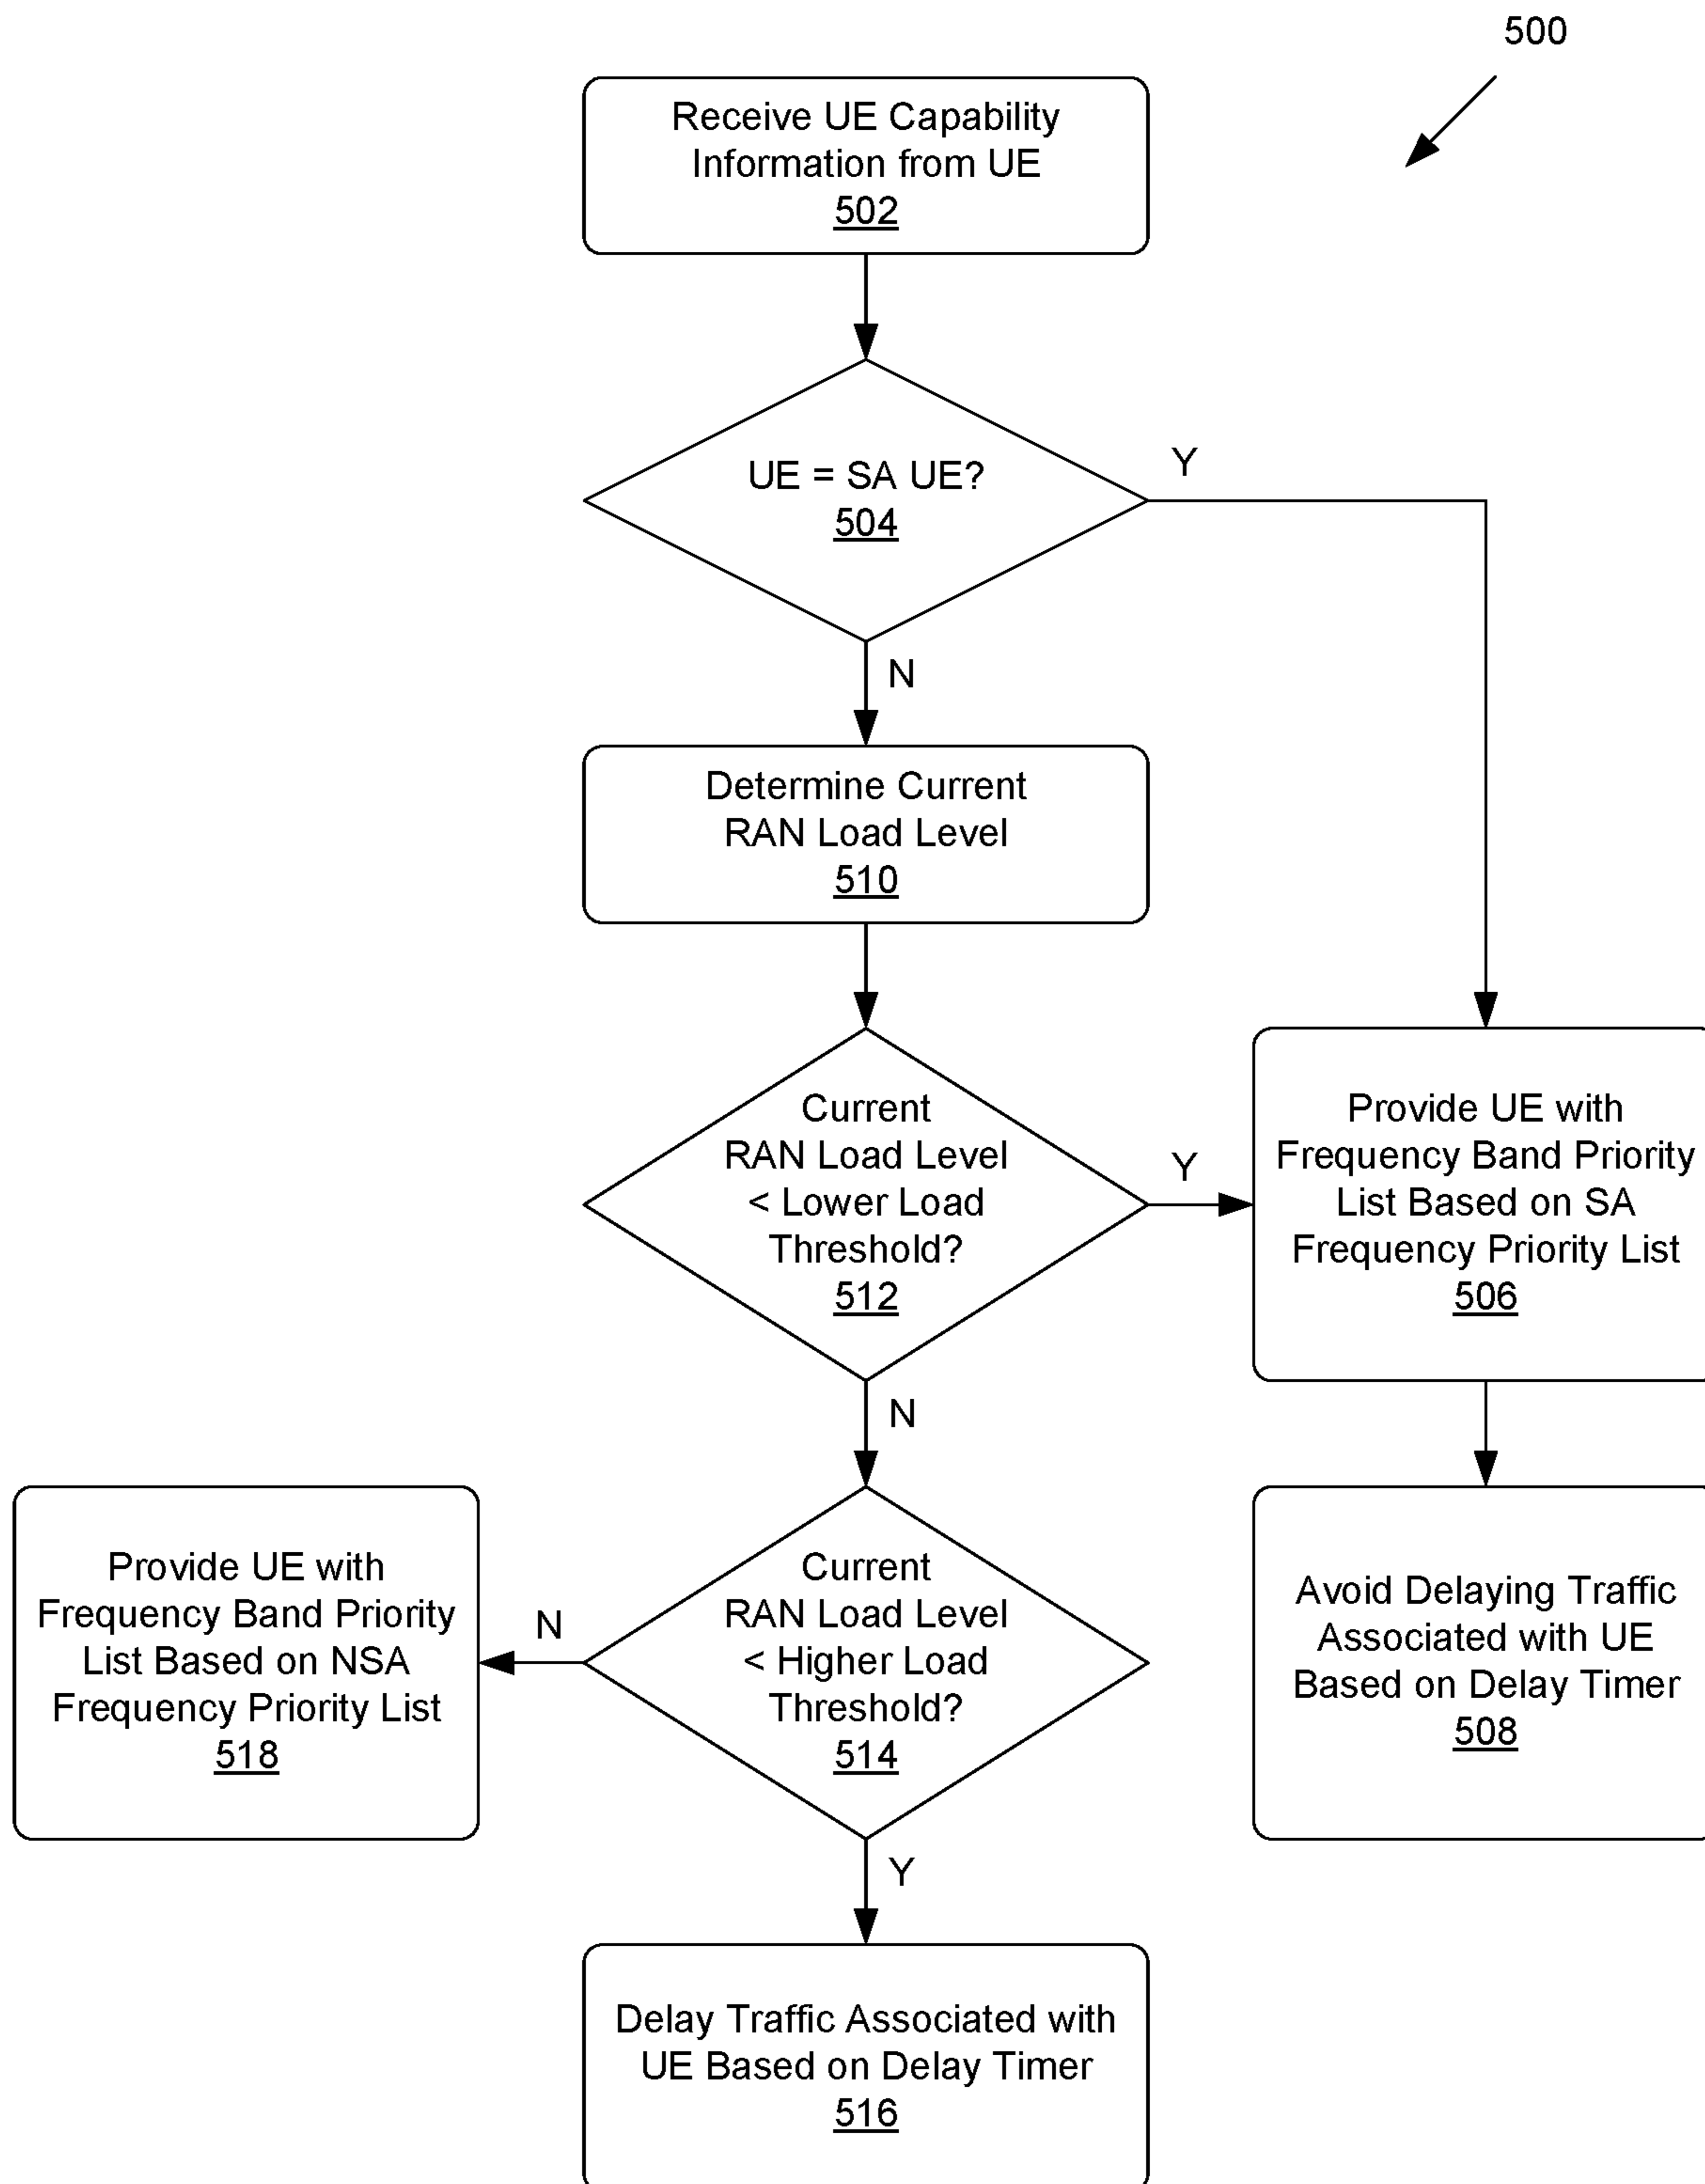 500
Receive UE Capability
Information from UE
502
UE = SA UE?
504
Y
N
Determine Current
RAN Load Level
510
Current
RAN Load Level
< Lower Load
Threshold?
512
Y
Provide UE with
Frequency Band Priority
List Based on SA
Frequency Priority List
506
N
Provide UE with
Frequency Band Priority
List Based on NSA
Frequency Priority List
518
N
Current
RAN Load Level
< Higher Load
Threshold?
514
Avoid Delaying Traffic
Associated with UE
Based on Delay Timer
508
Y
Delay Traffic Associated with
UE Based on Delay Timer
516